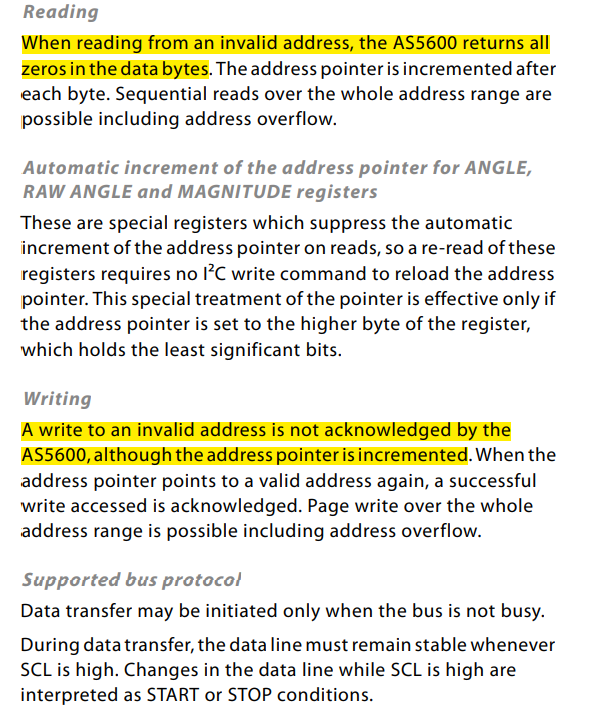 Reading
When reading from an invalid address, the AS5600 returns all
zeros in the data bytes. The address pointer is incremented after
each byte. Sequential reads over the whole address range are
possible including address overflow.
Automatic increment of the address pointer for ANGLE,
RAW ANGLE and MAGNITUDE registers
These are special registers which suppress the automatic
increment of the address pointer on reads, so a re-read of these
registers requires no I²C write command to reload the address
pointer. This special treatment of the pointer is effective only if
the address pointer is set to the higher byte of the register,
which holds the least significant bits.
Writing
A write to an invalid address is not acknowledged by the
AS5600, although the address pointer is incremented. When the
address pointer points to a valid address again, a successful
write accessed is acknowledged. Page write over the whole
address range is possible including address overflow.
Supported bus protocol
Data transfer may be initiated only when the bus is not busy.
During data transfer, the data line must remain stable whenever
SCL is high. Changes in the data line while SCL is high are
interpreted as START or STOP conditions.